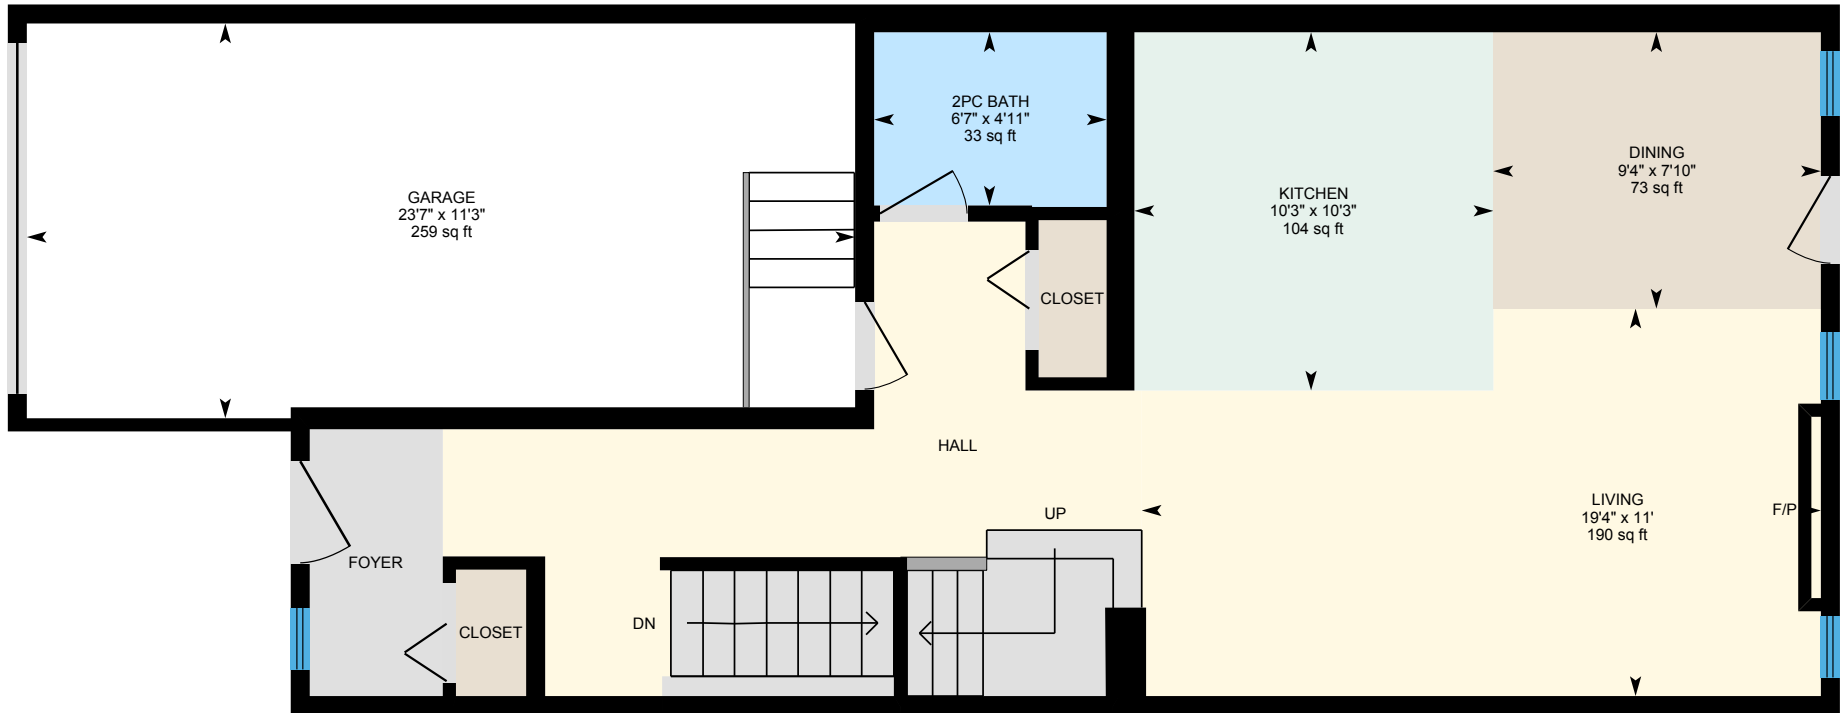 2PC BATH
6'7" x 4'11"
33 sq ft
DINING
9'4" x 7'10"
73 sq ft
GARAGE
23'7" x 11'3"
259 sq ft
KITCHEN
10'3" x 10'3"
104 sq ft
CLOSET
HALL
LIVING
19'4" x 11'
190 sq ft
F/P
UP
FOYER
CLOSET
DN